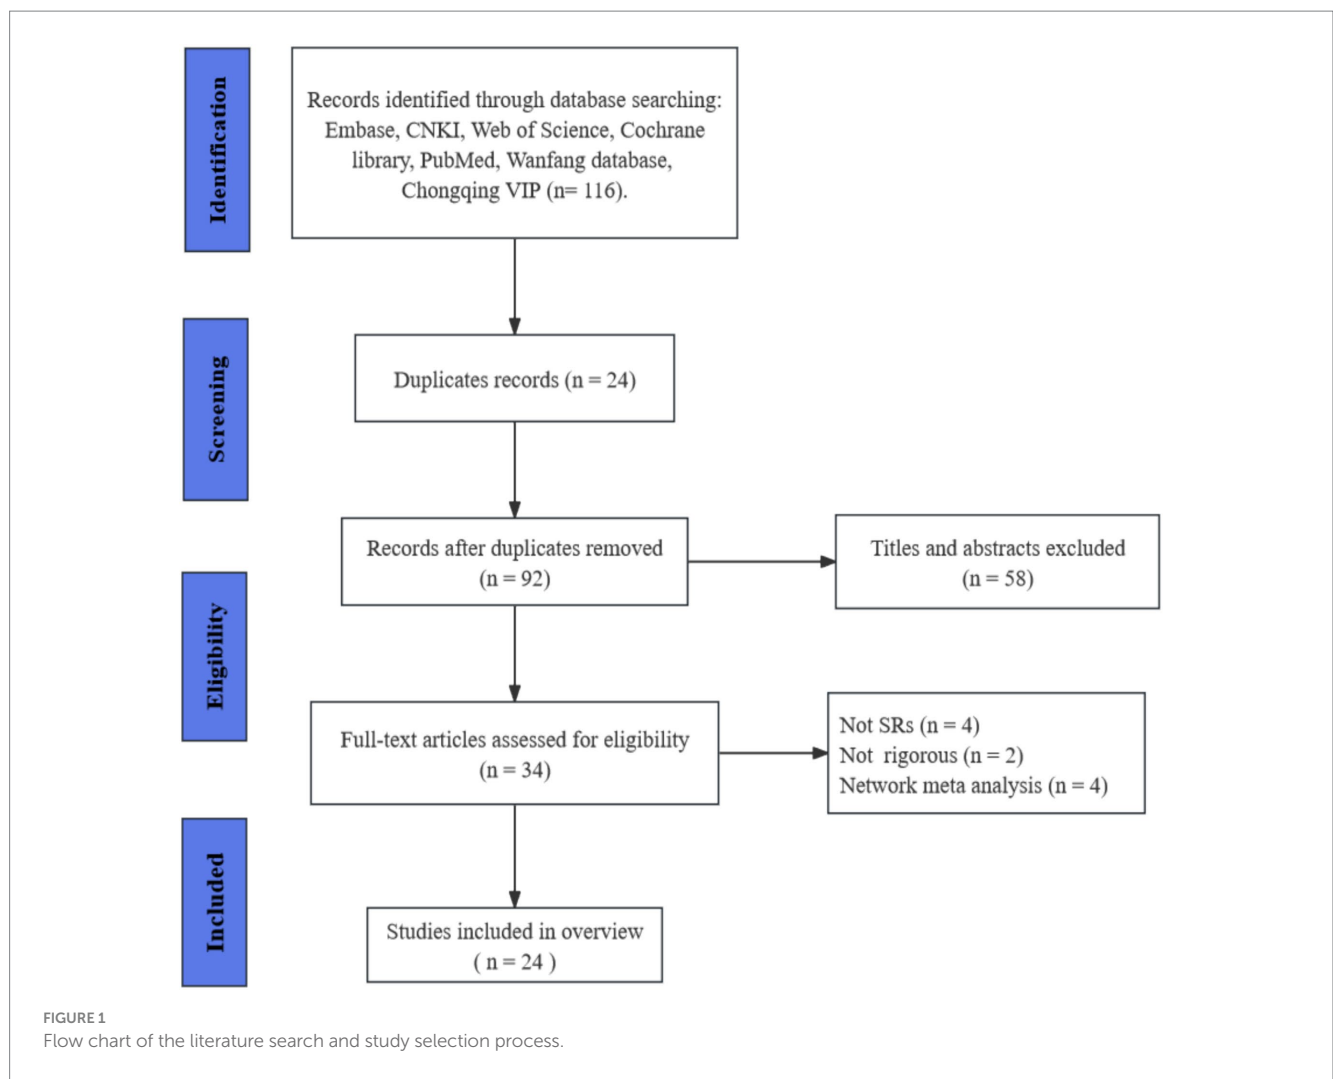 Identification
Records identified through database searching:
Embase, CNKI, Web of Science, Cochrane
library, PubMed, Wanfang database,
Chongqing VIP (n= 116).
Screening
Duplicates records (n = 24)
Records after duplicates removed
(n = 92)
Titles and abstracts excluded
(n = 58)
Eligibility
Full-text articles assessed for eligibility
(n = 34)
Not SRs (n = 4)
Not rigorous (n = 2)
Network meta analysis (n = 4)
Included
Studies included in overview
( n = 24 )
FIGURE 1
Flow chart of the literature search and study selection process.